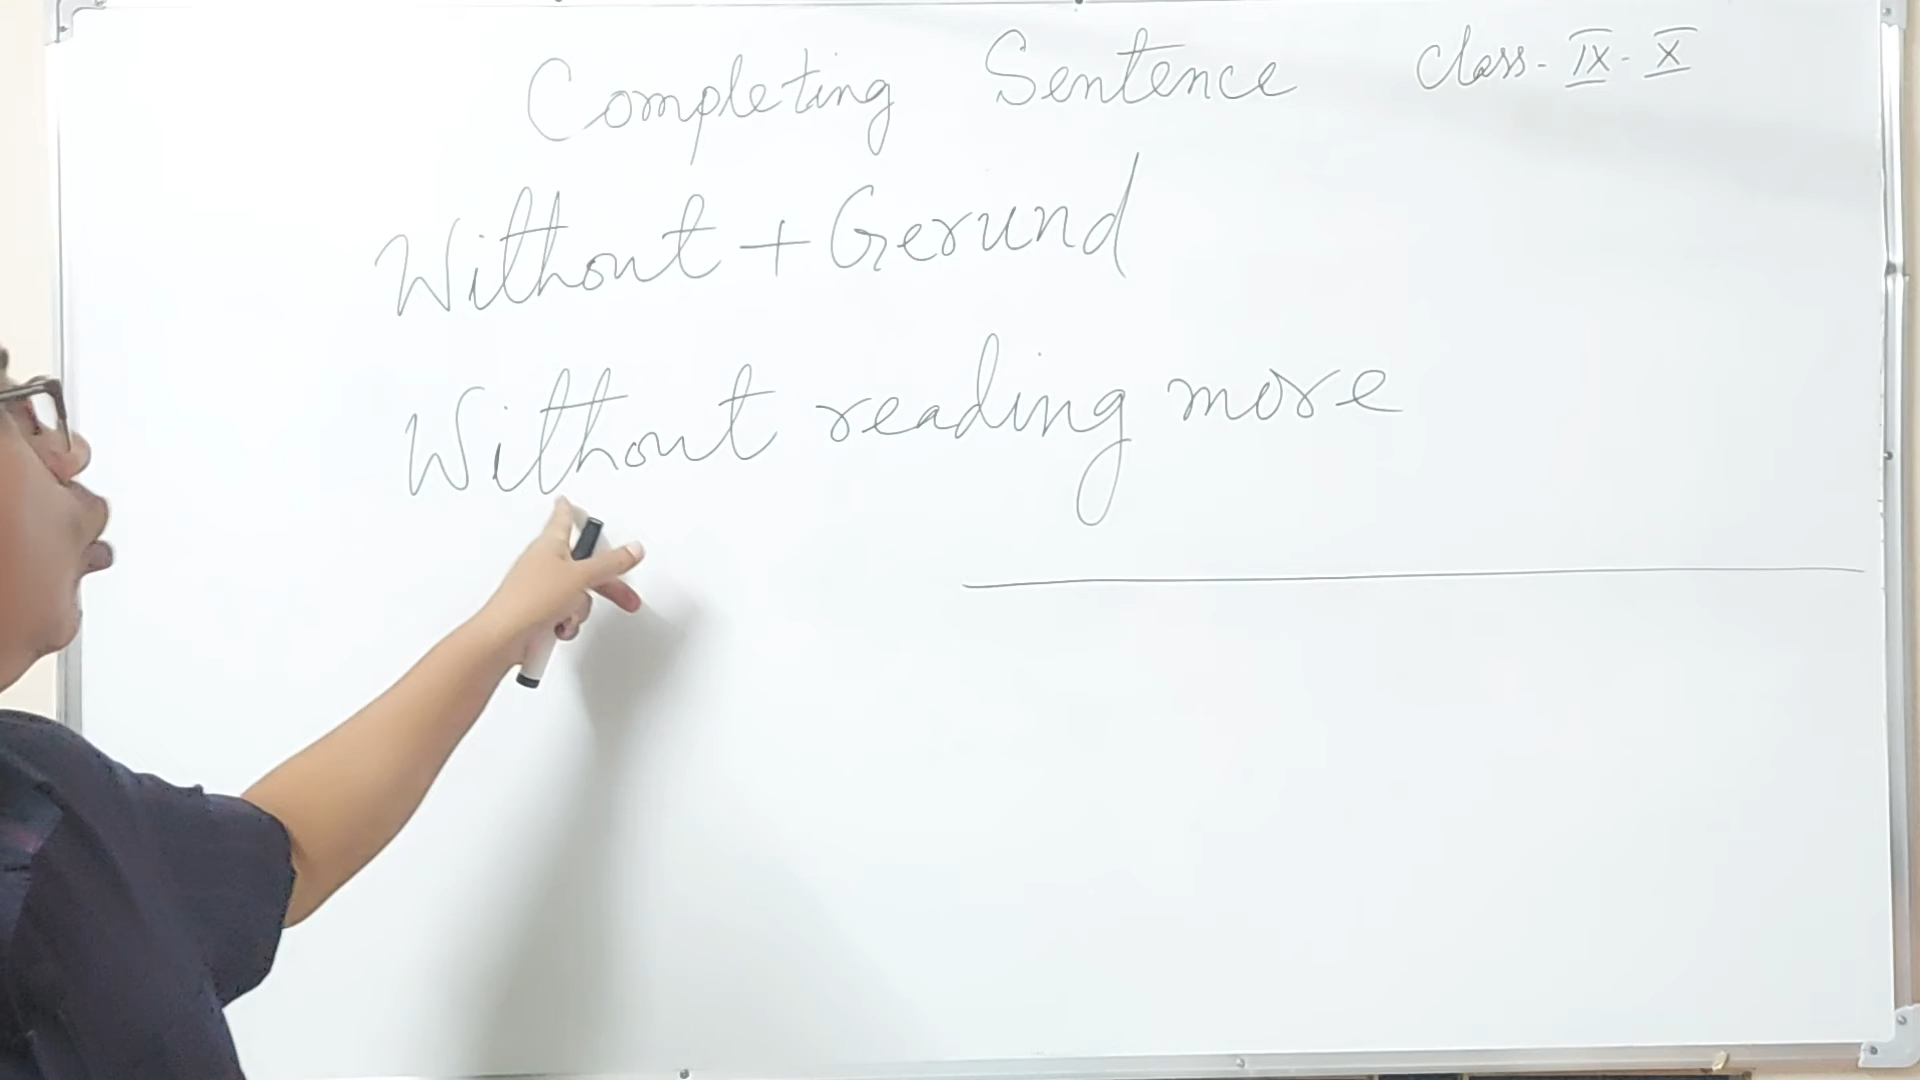 Completing Sentence Class- IX - X
Without + Gerund
Without reading more